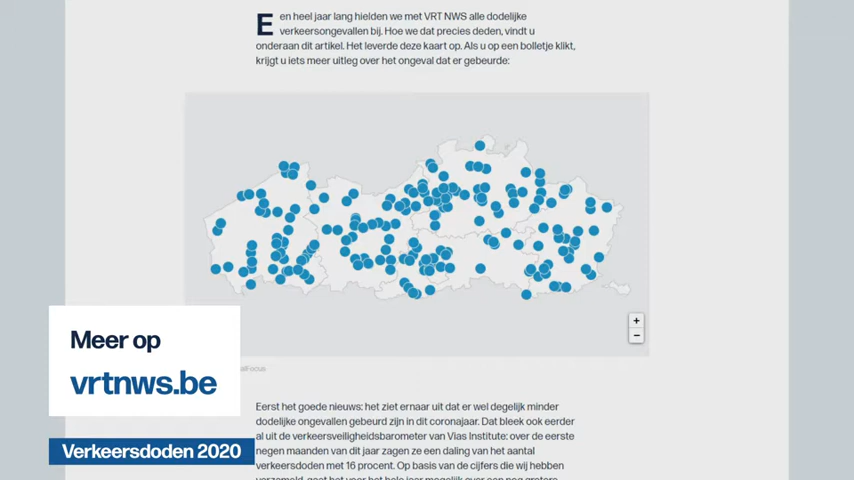 Een heel jaar lang hielden we met VRT NWS alle dodelijke
verkeersongevallen bij. Hoe we dat precies deden, vindt u
onderaan dit artikel. Het leverde deze kaart op. Als u op een bolletje klikt,
krijgt u iets meer uitleg over het ongeval dat er gebeurde:
+
−
alFocus
Meer op
vrtnws.be
Verkeersdoden 2020
Eerst het goede nieuws: het ziet ernaar uit dat er wel degelijk minder
dodelijke ongevallen gebeurd zijn in dit coronajaar. Dat bleek ook eerder
al uit de verkeersveiligheidsbarometer van Vias Institute: over de eerste
negen maanden van dit jaar zagen ze een daling van het aantal
verkeersdoden met 16 procent. Op basis van de cijfers die wij hebben